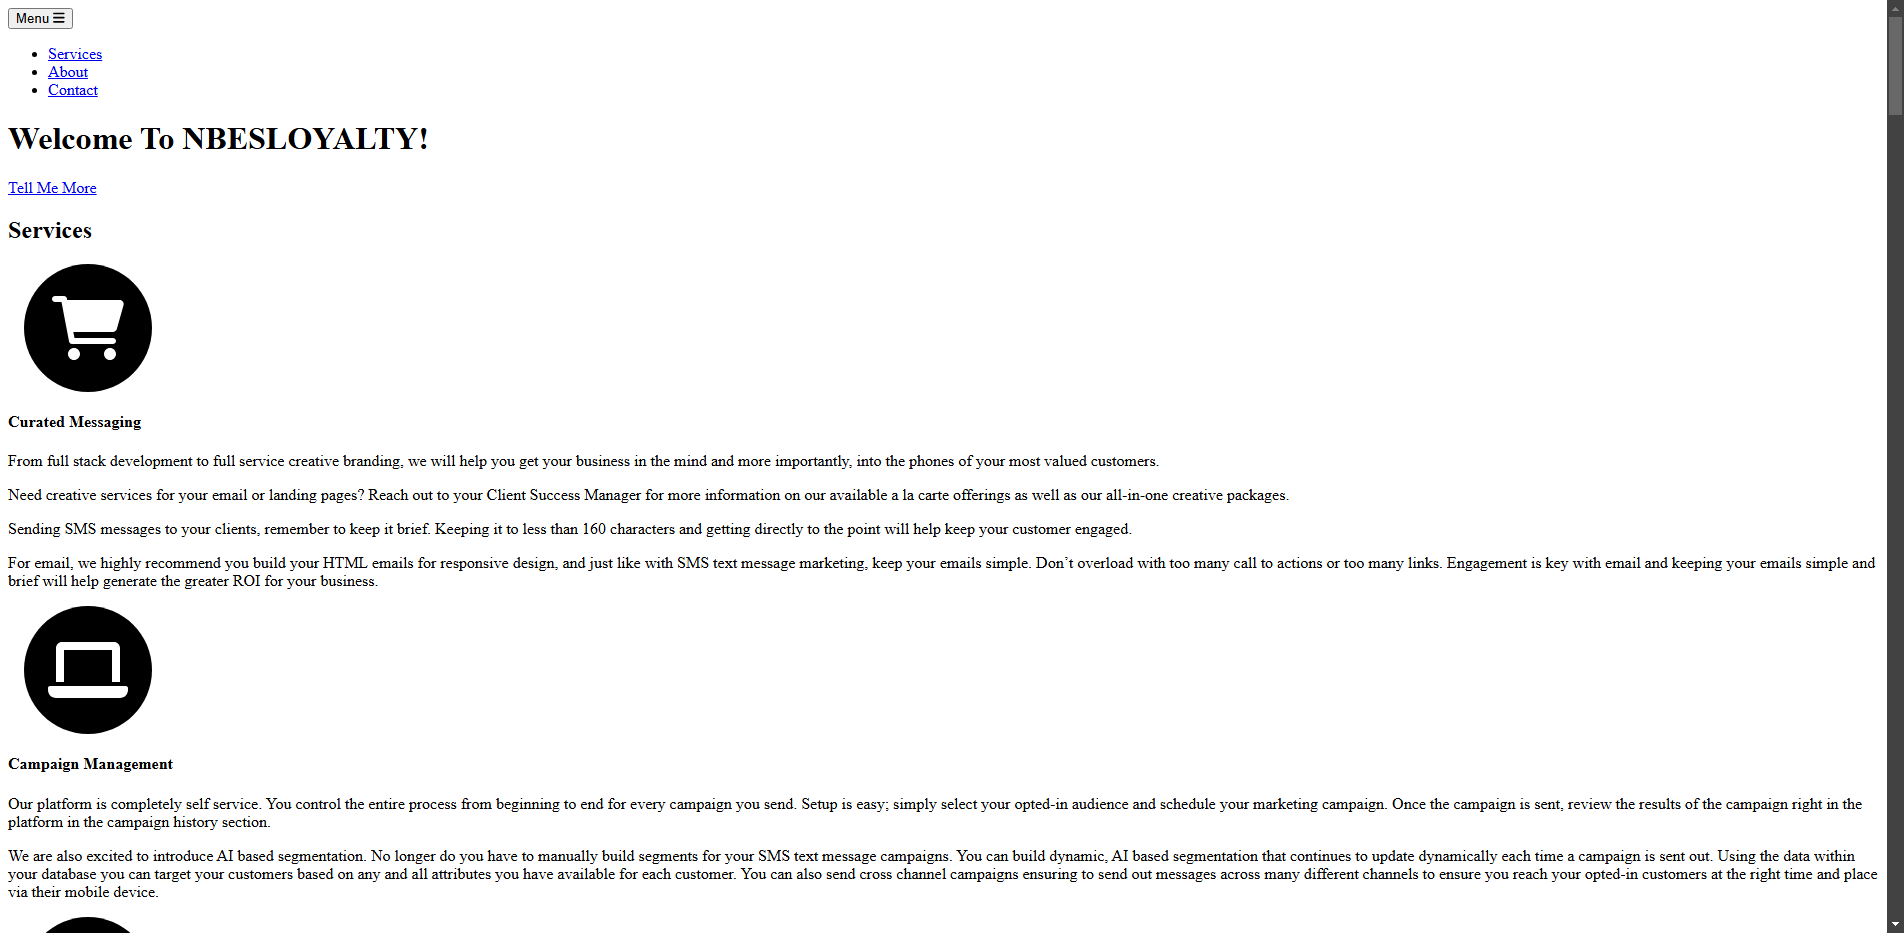 Menu ☰
Services
About
Contact
Welcome To NBESLOYALTY!
Tell Me More
Services
Curated Messaging
From full stack development to full service creative branding, we will help you get your business in the mind and more importantly, into the phones of your most valued customers.
Need creative services for your email or landing pages? Reach out to your Client Success Manager for more information on our available a la carte offerings as well as our all-in-one creative packages.
Sending SMS messages to your clients, remember to keep it brief. Keeping it to less than 160 characters and getting directly to the point will help keep your customer engaged.
For email, we highly recommend you build your HTML emails for responsive design, and just like with SMS text message marketing, keep your emails simple. Don’t overload with too many call to actions or too many links. Engagement is key with email and keeping your emails simple and
brief will help generate the greater ROI for your business.
Campaign Management
Our platform is completely self service. You control the entire process from beginning to end for every campaign you send. Setup is easy; simply select your opted-in audience and schedule your marketing campaign. Once the campaign is sent, review the results of the campaign right in the
platform in the campaign history section.
We are also excited to introduce AI based segmentation. No longer do you have to manually build segments for your SMS text message campaigns. You can build dynamic, AI based segmentation that continues to update dynamically each time a campaign is sent out. Using the data within
your database you can target your customers based on any and all attributes you have available for each customer. You can also send cross channel campaigns ensuring to send out messages across many different channels to ensure you reach your opted-in customers at the right time and place
via their mobile device.